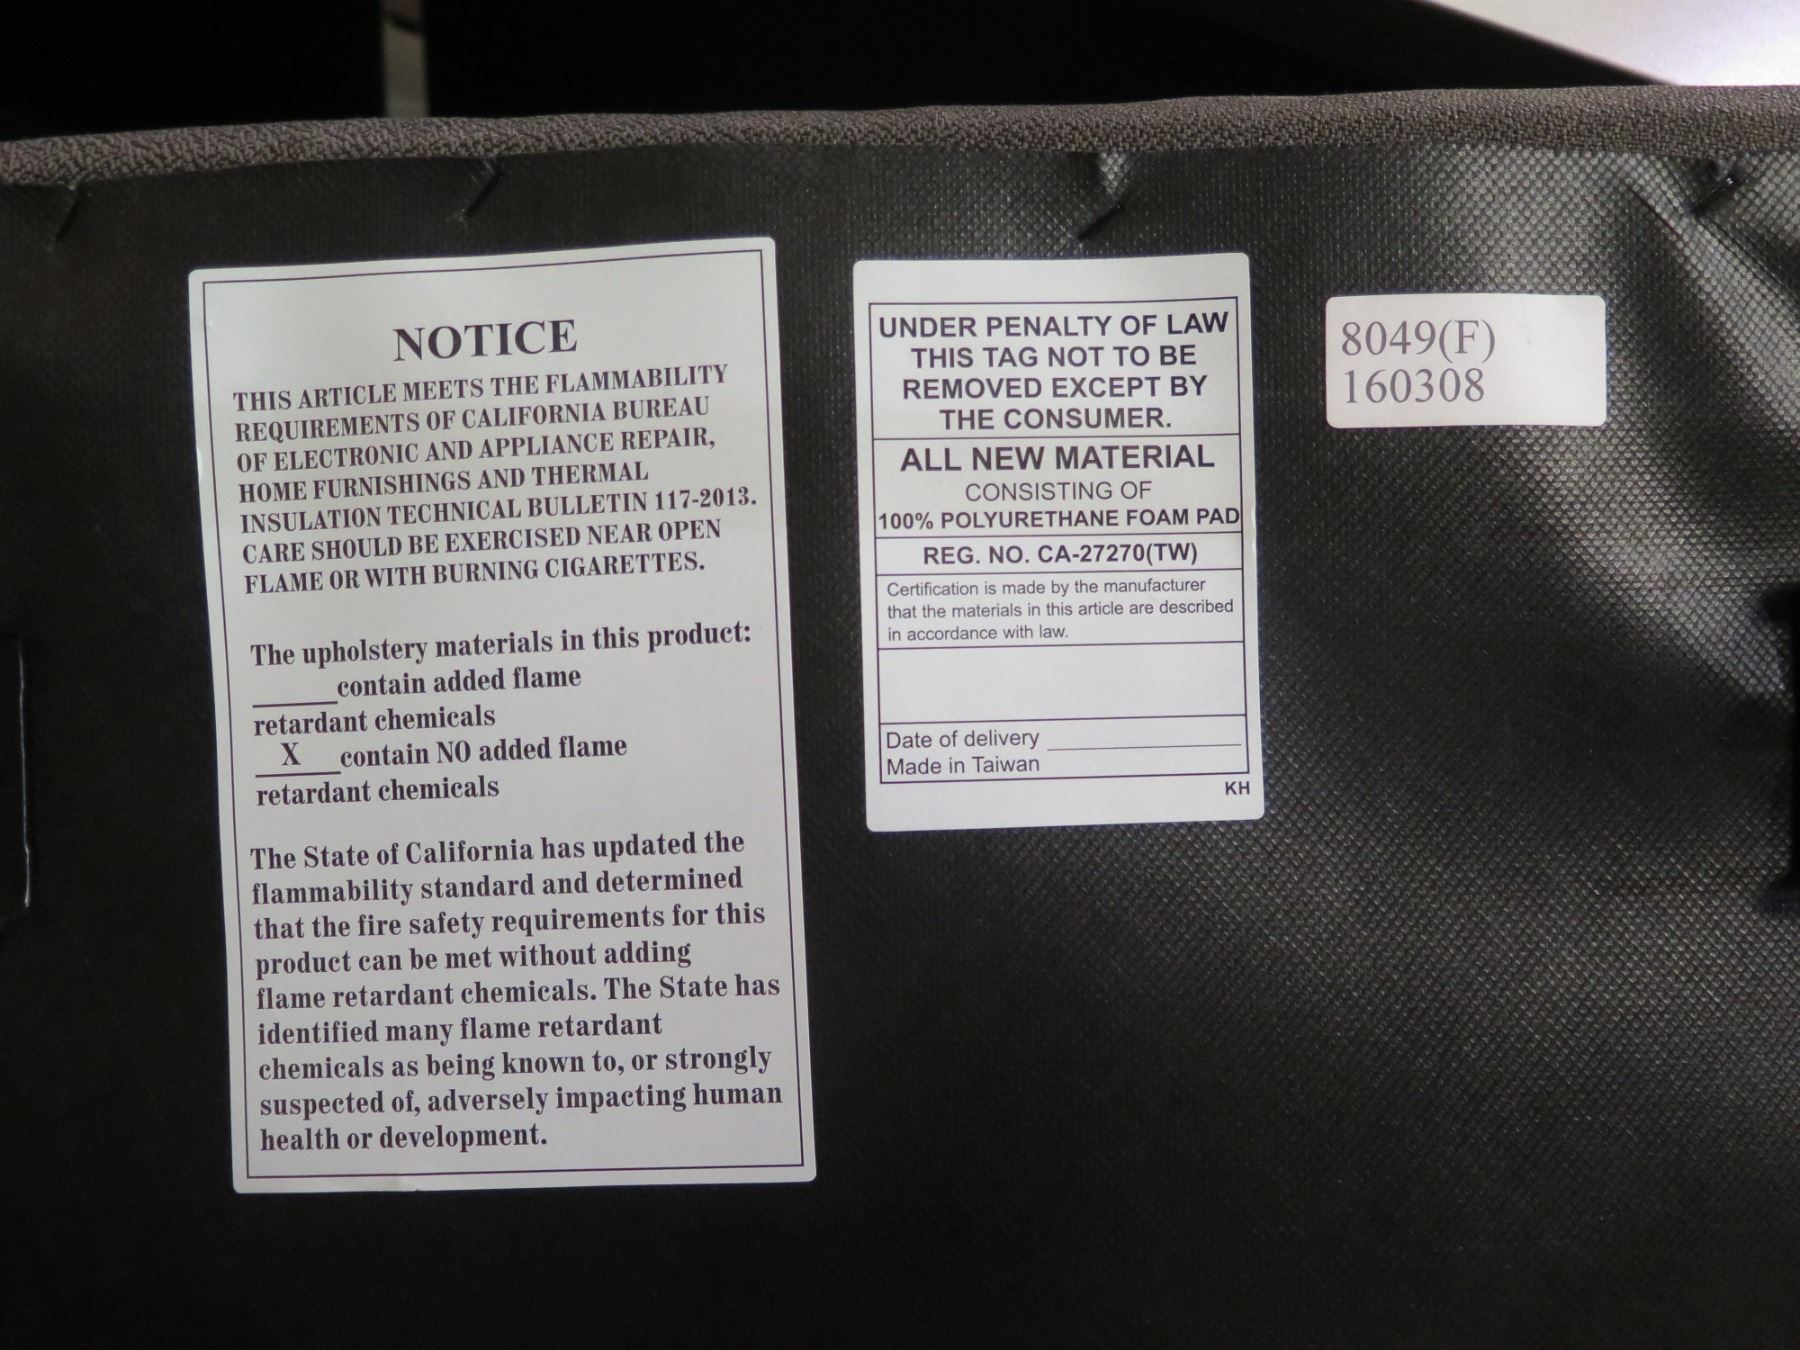 NOTICE
THIS ARTICLE MEETS THE FLAMMABILITY
REQUIREMENTS OF CALIFORNIA BUREAU
OF ELECTRONIC AND APPLIANCE REPAIR,
HOME FURNISHINGS AND THERMAL
INSULATION TECHNICAL BULLETIN 117-2013.
CARE SHOULD BE EXERCISED NEAR OPEN
FLAME OR WITH BURNING CIGARETTES.
The upholstery materials in this product:
______contain added flame
retardant chemicals
__X___contain NO added flame
retardant chemicals
The State of California has updated the
flammability standard and determined
that the fire safety requirements for this
product can be met without adding
flame retardant chemicals. The State has
identified many flame retardant
chemicals as being known to, or strongly
suspected of, adversely impacting human
health or development.
UNDER PENALTY OF LAW
THIS TAG NOT TO BE
REMOVED EXCEPT BY
THE CONSUMER.
ALL NEW MATERIAL
CONSISTING OF
100% POLYURETHANE FOAM PAD
REG. NO. CA-27270(TW)
Certification is made by the manufacturer
that the materials in this article are described
in accordance with law.
Date of delivery ______________
Made in Taiwan
KH
8049(F)
160308